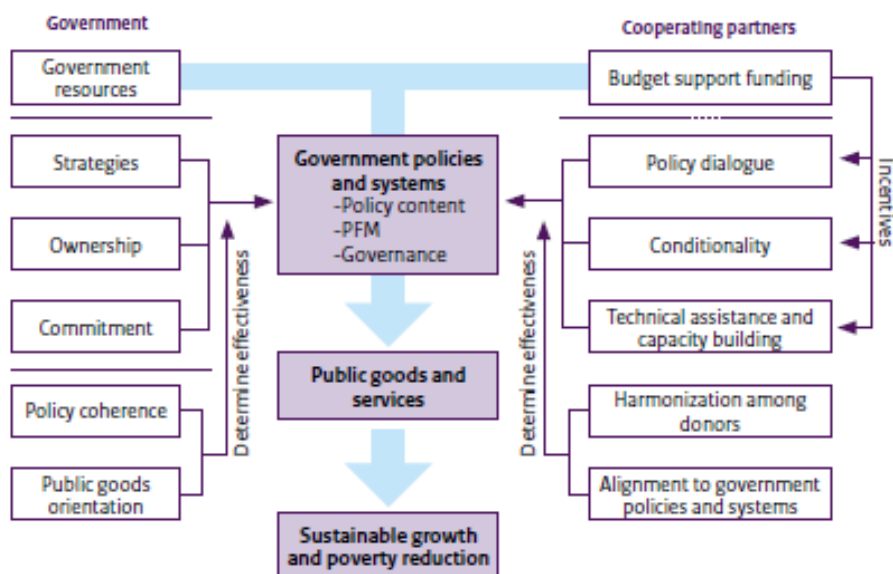 Government
Cooperating partners
Government
resources
Budget support funding
Strategies
Ownership
Commitment
Policy coherence
Public goods
orientation
Determine effectiveness
Government policies
and systems
-Policy content
-PFM
-Governance
Public goods and
services
Sustainable growth
and poverty reduction
Determine effectiveness
Policy dialogue
Conditionality
Technical assistance and
capacity building
Harmonization among
donors
Alignment to government
policies and systems
Incentives